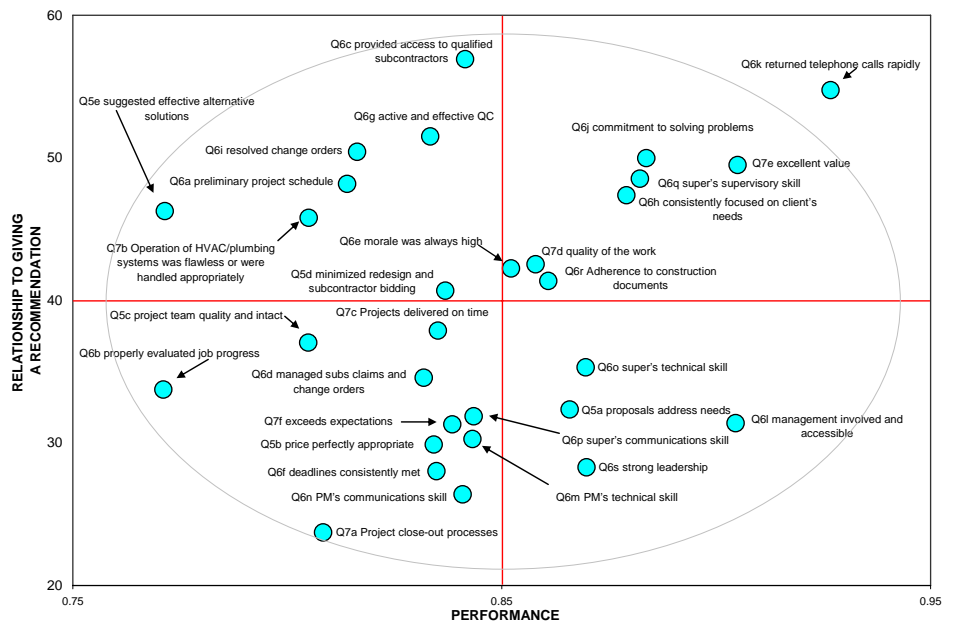 60
Q6c provided access to qualified
subcontractors
Q6k returned telephone calls rapidly
Q5e suggested effective alternative
solutions
Q6g active and effective QC
Q6j commitment to solving problems
50
Q6i resolved change orders
Q7e excellent value
Q6a preliminary project schedule
Q6q super's supervisory skill
Q6h consistently focused on client's
needs
Q7b Operation of HVAC/plumbing
systems was flawless or were
handled appropriately
Q6e morale was always high
Q7d quality of the work
Q5d minimized redesign and
subcontractor bidding
Q6r Adherence to construction
documents
40
Q5c project team quality and intact
Q7c Projects delivered on time
Q6b properly evaluated job progress
Q6d managed subs claims and
change orders
Q6o super's technical skill
Q5a proposals address needs
Q6l management involved and
accessible
Q7f exceeds expectations
Q6p super's communications skill
30
Q5b price perfectly appropriate
Q6f deadlines consistently met
Q6s strong leadership
Q6n PM's communications skill
Q6m PM's technical skill
Q7a Project close-out processes
20
0.75
0.85
0.95
PERFORMANCE
RELATIONSHIP TO GIVING
A RECOMMENDATION